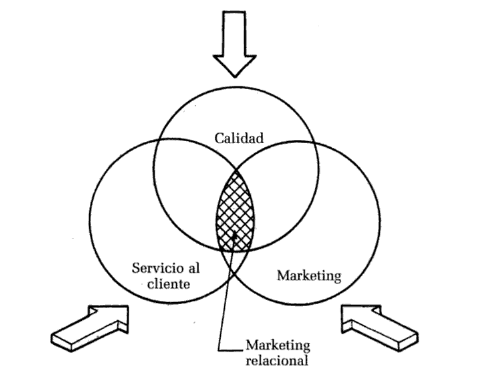 Calidad
Servicio al
cliente
Marketing
Marketing
relacional